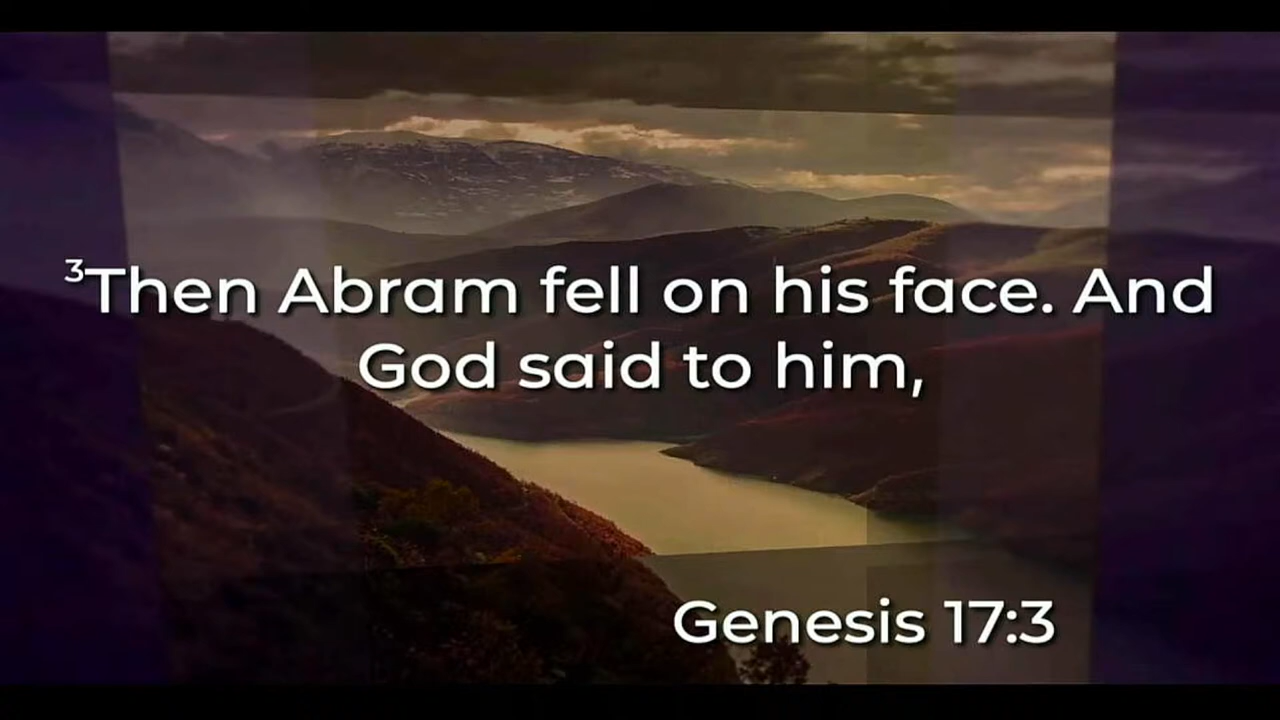 ³Then Abram fell on his face. And
God said to him,
Genesis 17:3